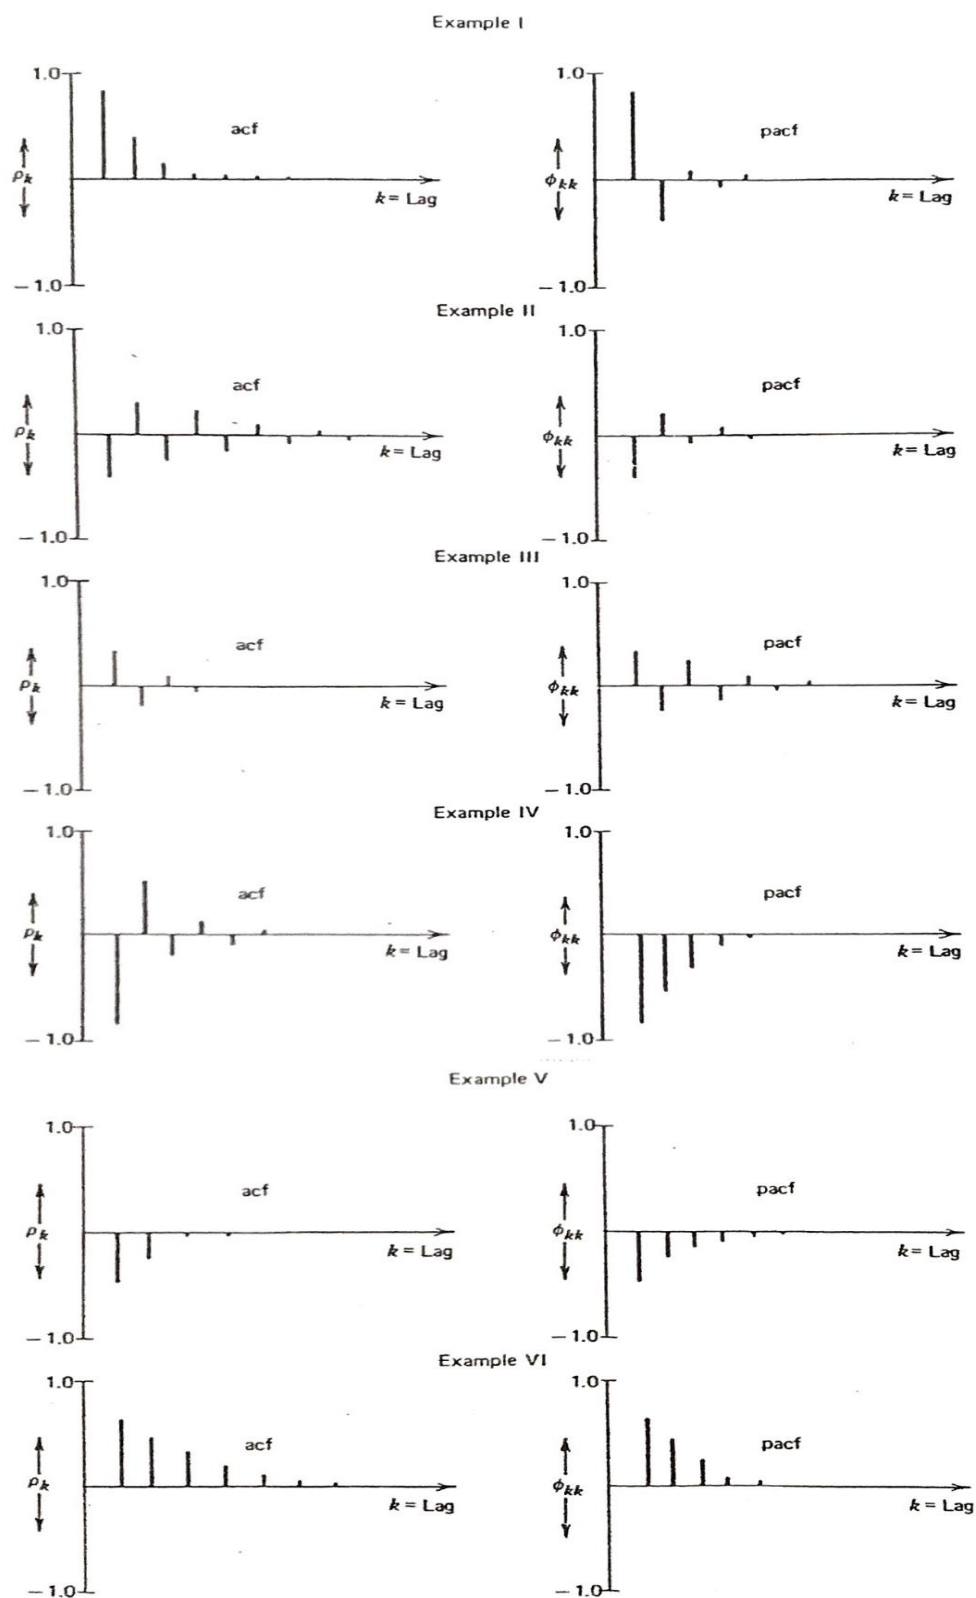 Example I
1.0 1.0
acf pacf
ρk ϕkk
k = Lag k = Lag
−1.0 −1.0
Example II
1.0 1.0
acf pacf
ρk ϕkk
k = Lag k = Lag
−1.0 −1.0
Example III
1.0 1.0
acf pacf
ρk ϕkk
k = Lag k = Lag
−1.0 −1.0
Example IV
1.0 1.0
acf pacf
ρk ϕkk
k = Lag k = Lag
−1.0 −1.0
Example V
1.0 1.0
acf pacf
ρk ϕkk
k = Lag k = Lag
−1.0 −1.0
Example VI
1.0 1.0
acf pacf
ρk ϕkk
k = Lag k = Lag
−1.0 −1.0